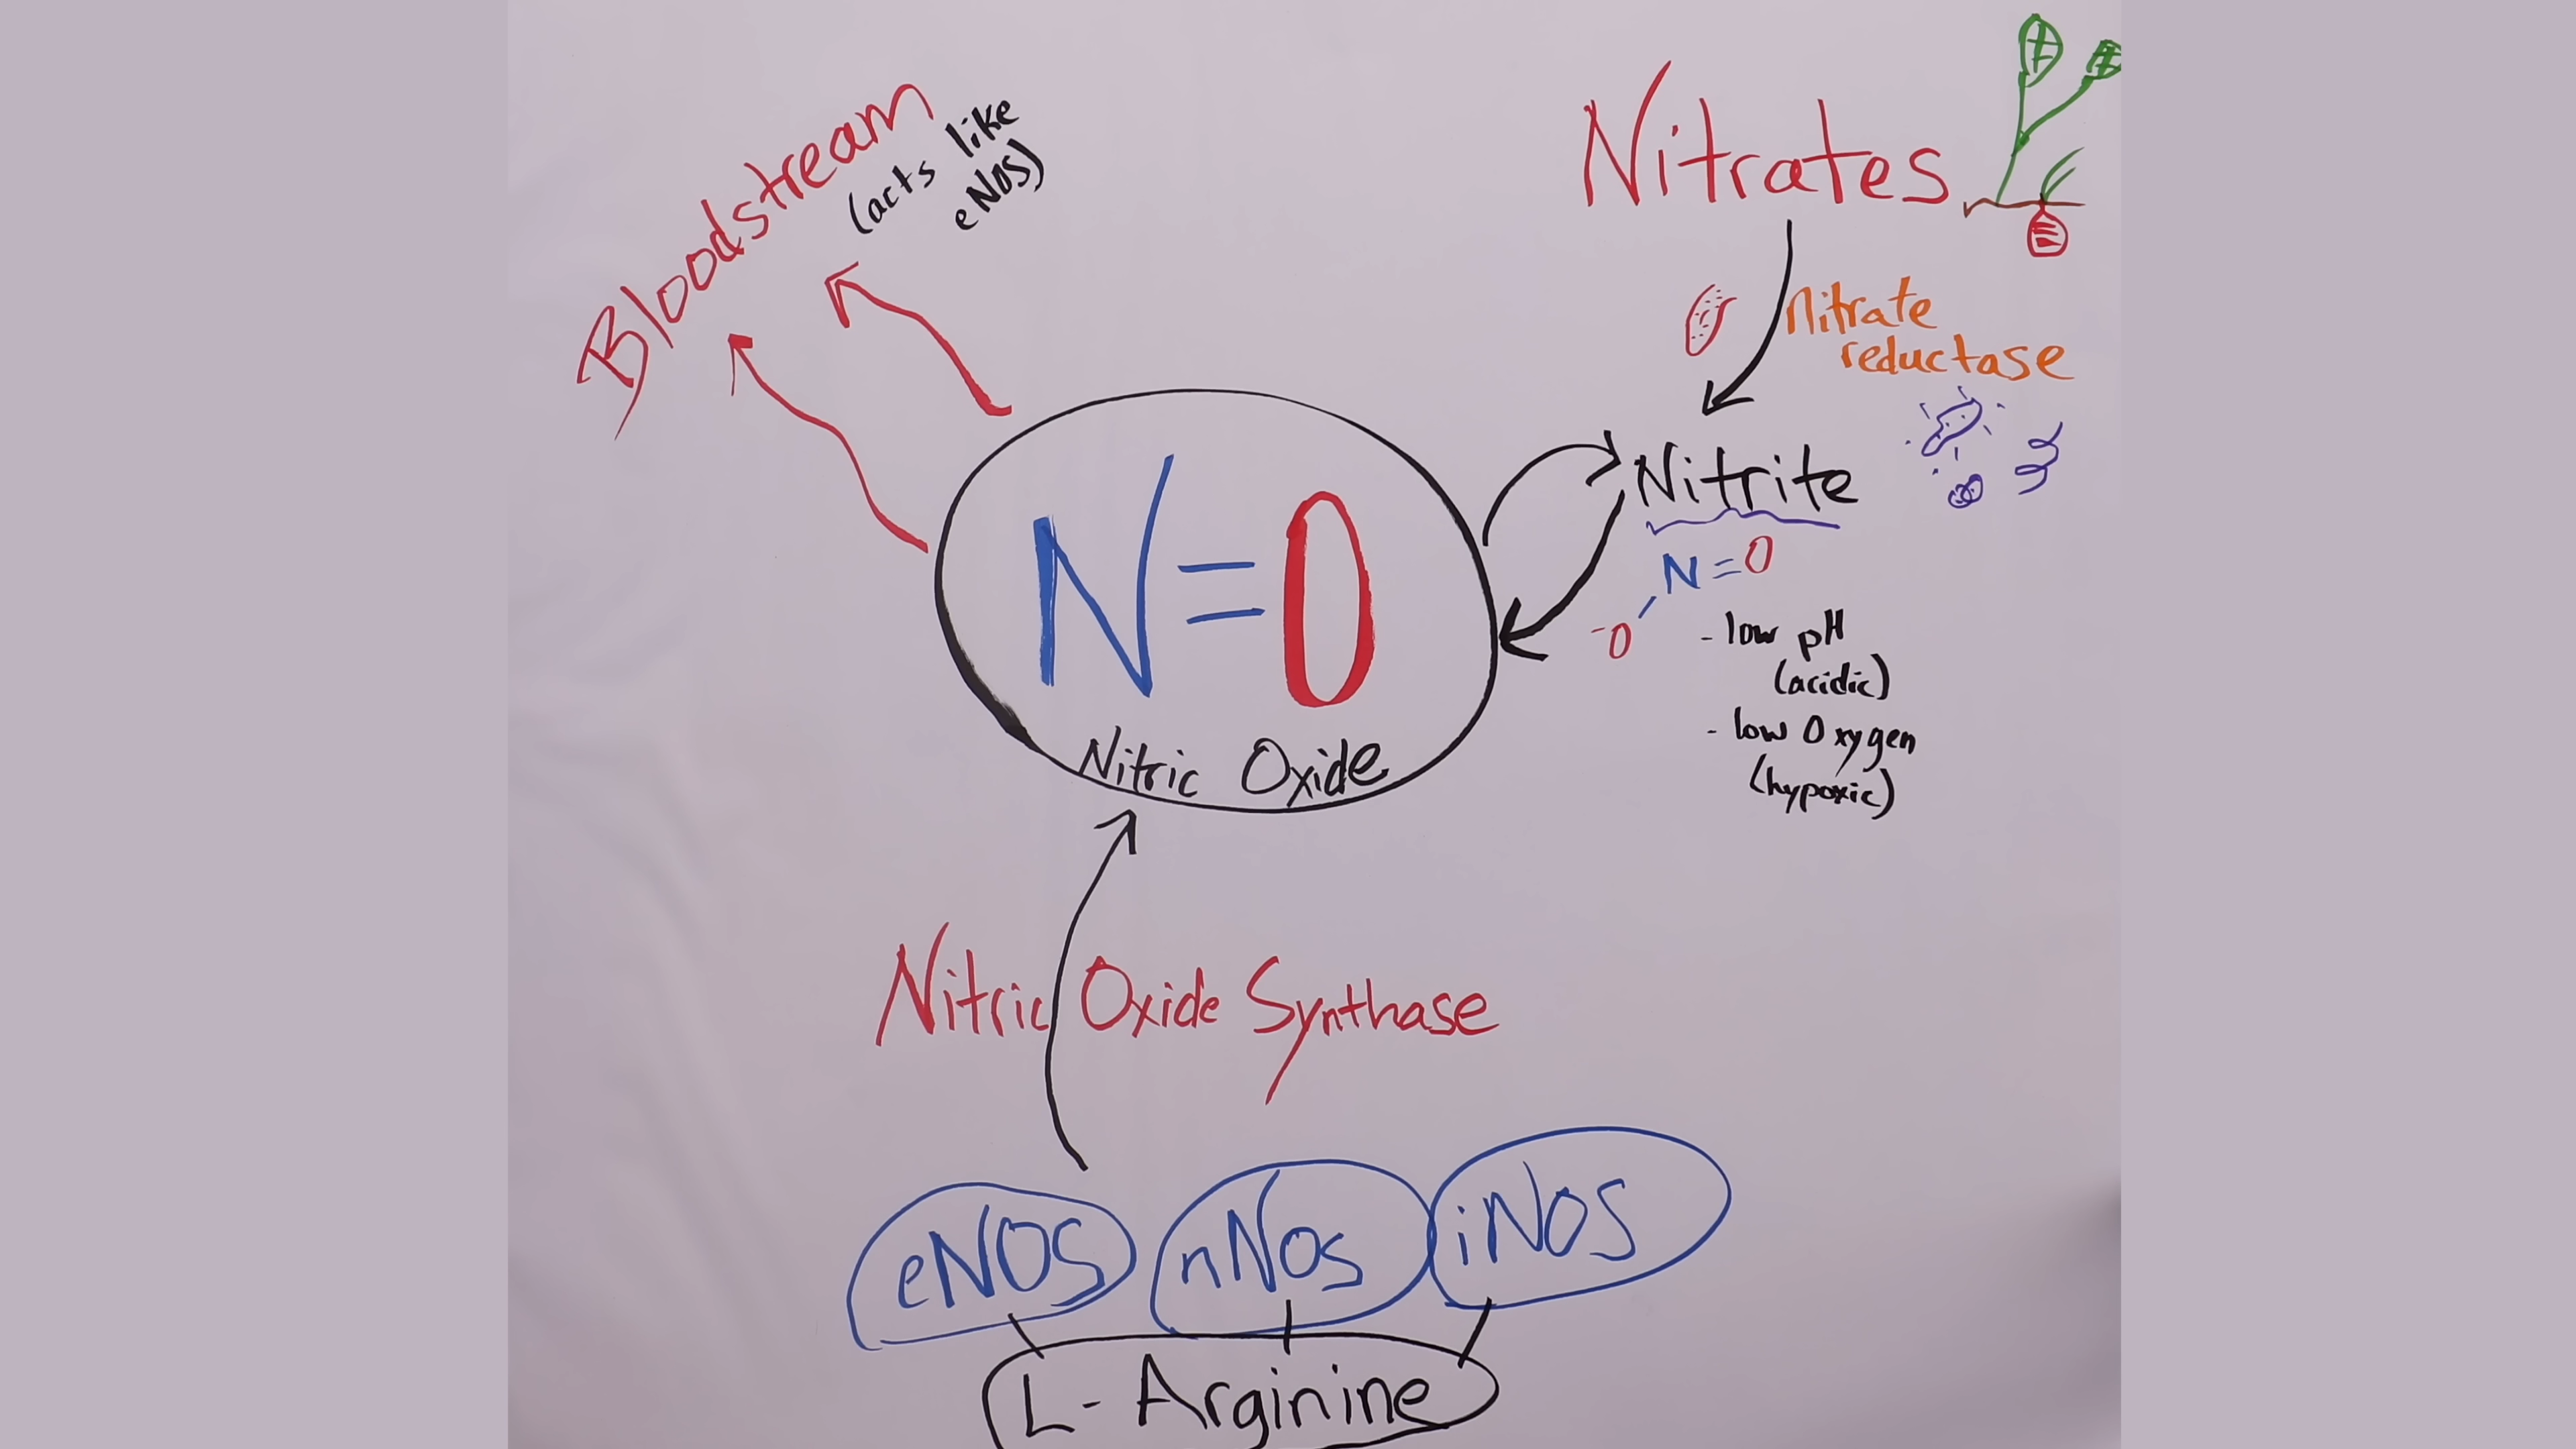 Bloodstream
(acts like
eNOS)
Nitrates
Nitrate
reductase
Nitrite
N=O
-O
- low pH
(acidic)
- low Oxygen
(hypoxic)
N=O
Nitric Oxide
Nitric Oxide Synthase
eNOS
nNOS
iNOS
L-Arginine